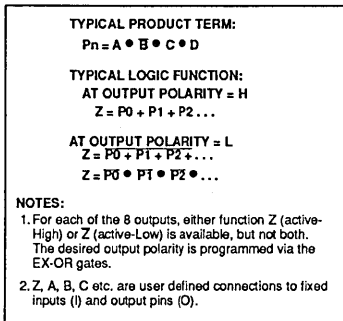 TYPICAL PRODUCT TERM:
Pn = A • B̅ • C • D
TYPICAL LOGIC FUNCTION:
AT OUTPUT POLARITY = H
Z = P0 + P1 + P2 . . .
AT OUTPUT POLARITY = L
Z = P̅0̅ ̅+̅ ̅P̅1̅ ̅+̅ ̅P̅2̅ ̅+̅ . . .
Z = P̅0̅ • P̅1̅ • P̅2̅ • . . .
NOTES:
1. For each of the 8 outputs, either function Z (active-
High) or Z̅ (active-Low) is available, but not both.
The desired output polarity is programmed via the
EX-OR gates.
2. Z, A, B, C etc. are user defined connections to fixed
inputs (I) and output pins (O).